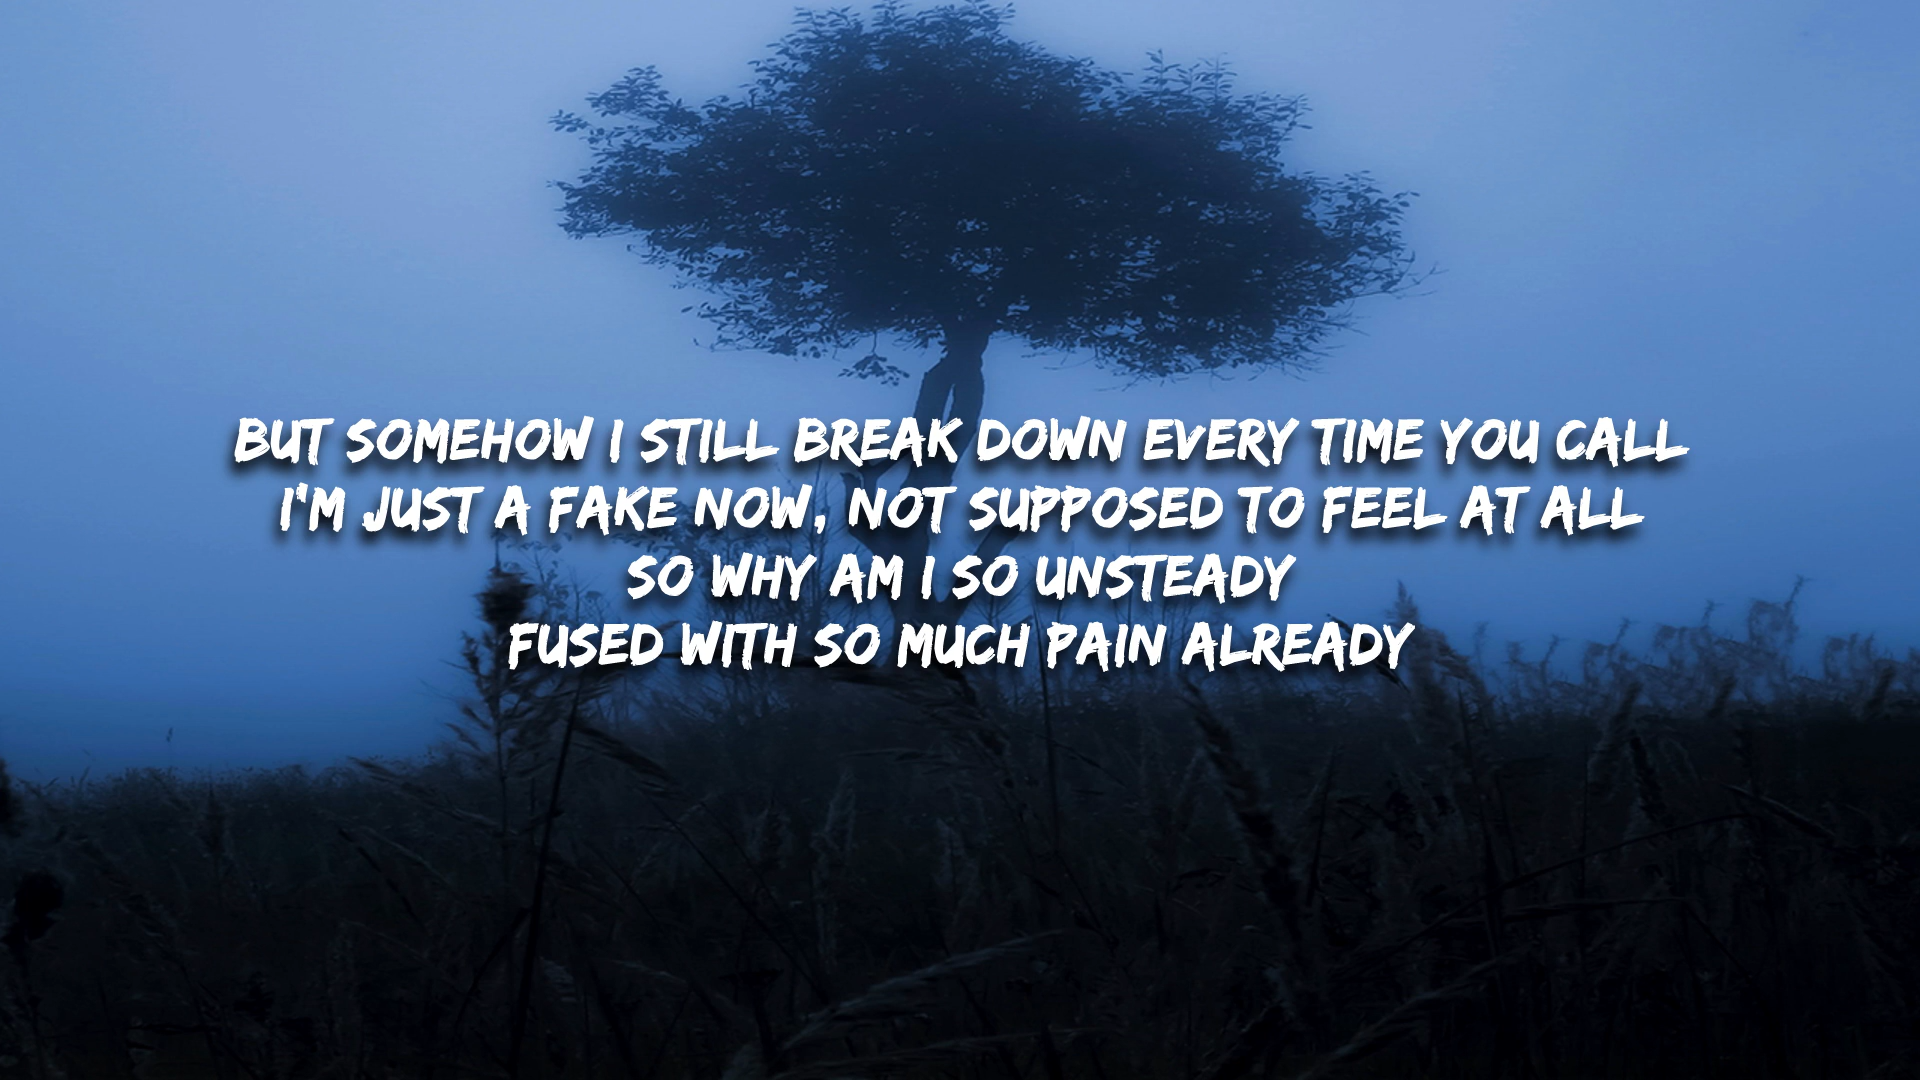 BUT SOMEHOW I STILL BREAK DOWN EVERY TIME YOU CALL
I'M JUST A FAKE NOW, NOT SUPPOSED TO FEEL AT ALL
SO WHY AM I SO UNSTEADY
FUSED WITH SO MUCH PAIN ALREADY